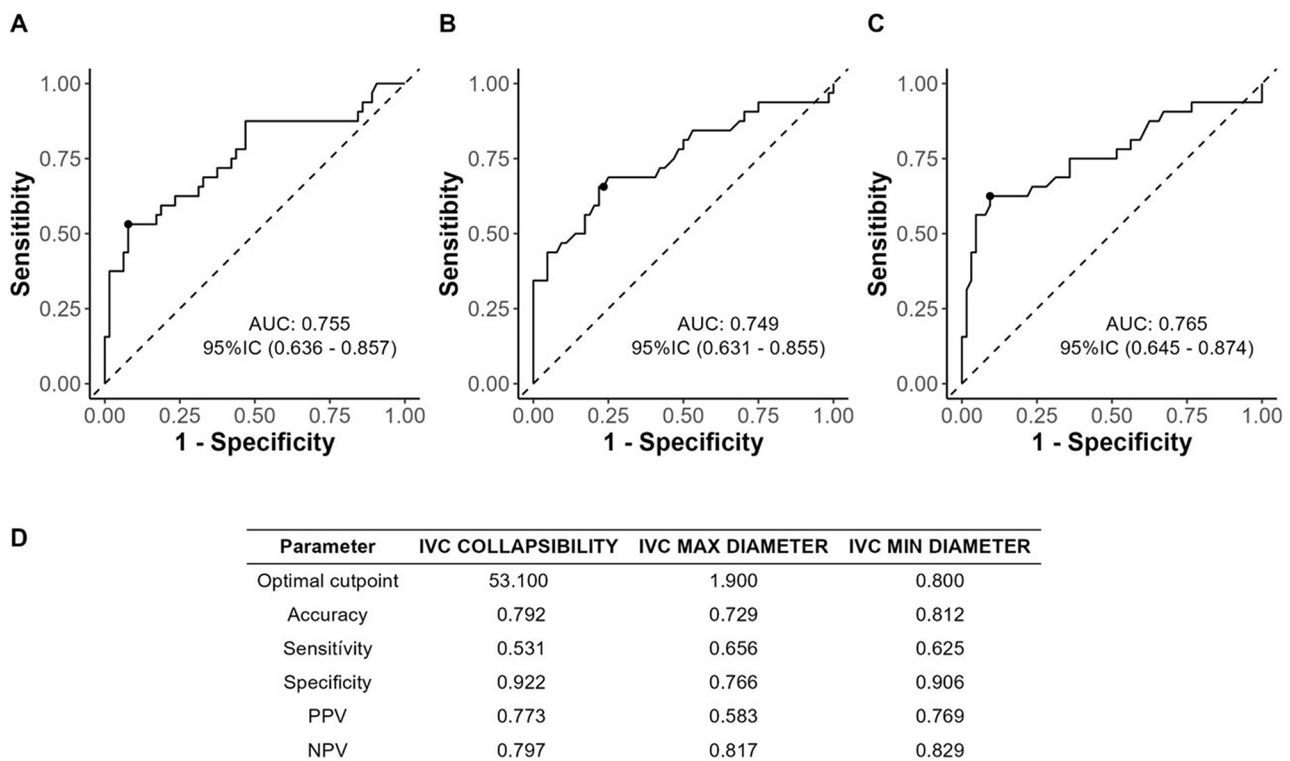 A
B
C
Sensitibity
1.00
0.75
0.50
0.25
0.00
AUC: 0.755
95%IC (0.636 - 0.857)
0.00 0.25 0.50 0.75 1.00
1 - Specificity
Sensitibity
1.00
0.75
0.50
0.25
0.00
AUC: 0.749
95%IC (0.631 - 0.855)
0.00 0.25 0.50 0.75 1.00
1 - Specificity
Sensitibity
1.00
0.75
0.50
0.25
0.00
AUC: 0.765
95%IC (0.645 - 0.874)
0.00 0.25 0.50 0.75 1.00
1 - Specificity
D
Parameter IVC COLLAPSIBILITY IVC MAX DIAMETER IVC MIN DIAMETER
Optimal cutpoint 53.100 1.900 0.800
Accuracy 0.792 0.729 0.812
Sensitívity 0.531 0.656 0.625
Specificity 0.922 0.766 0.906
PPV 0.773 0.583 0.769
NPV 0.797 0.817 0.829